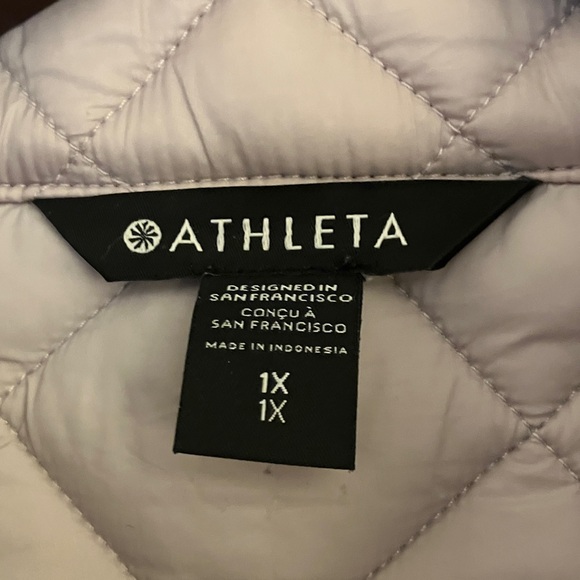 ATHLETA
DESIGNED IN
SAN FRANCISCO
CONÇU À
SAN FRANCISCO
MADE IN INDONESIA
1X
1X